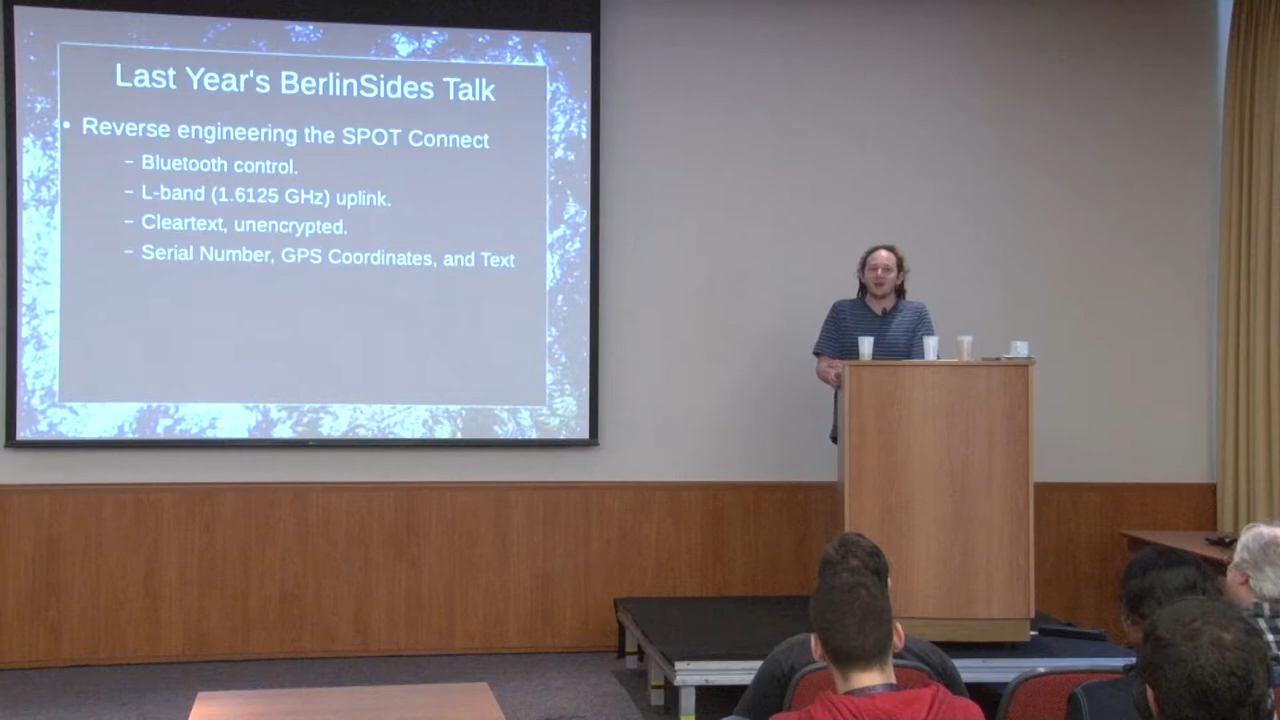 Last Year's BerlinSides Talk
• Reverse engineering the SPOT Connect
– Bluetooth control.
– L-band (1.6125 GHz) uplink.
– Cleartext, unencrypted.
– Serial Number, GPS Coordinates, and Text